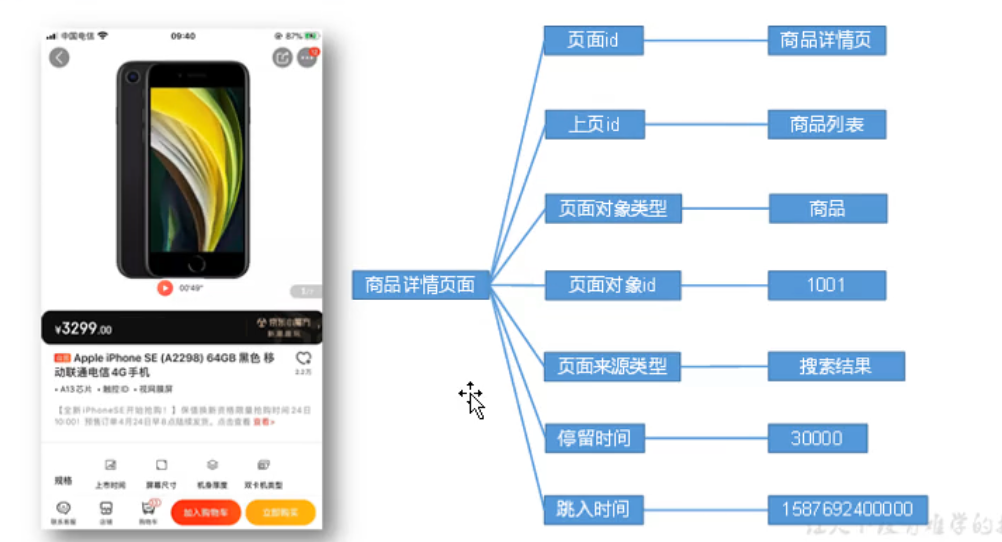 中国电信
09:40
87%
00'49"
¥3299.00
Apple iPhone SE (A2298) 64GB 黑色 移
动联通电信4G手机
2.2万
• A13芯片 • 触控ID • 视网膜屏
【全新iPhoneSE开始抢购！】保值换新资格限量抢购时间24日
10:00！预售订单4月24日早8点陆续发货。点击查看 查看>
规格
上市时间
屏幕尺寸
机身厚度
双卡机类型
联系客服
店铺
购物车
加入购物车
立即购买
商品详情页面
页面id
商品详情页
上页id
商品列表
页面对象类型
商品
页面对象id
1001
页面来源类型
搜索结果
停留时间
30000
跳入时间
1587692400000